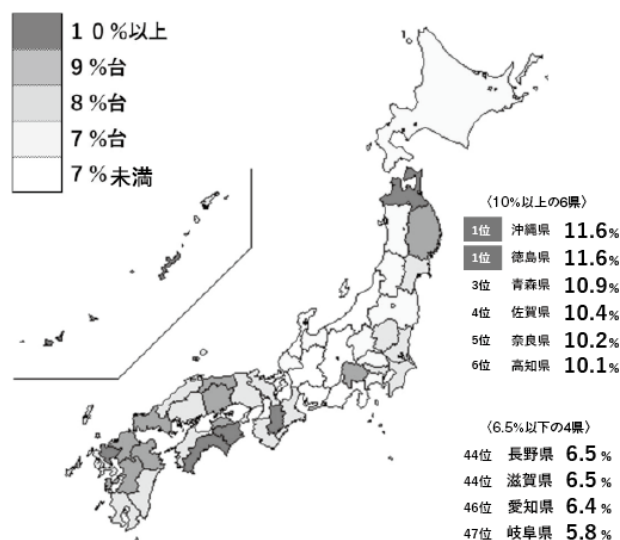 10%以上
9%台
8%台
7%台
7%未満
〈10%以上の6県〉
1位 沖縄県 11.6%
1位 徳島県 11.6%
3位 青森県 10.9%
4位 佐賀県 10.4%
5位 奈良県 10.2%
6位 高知県 10.1%
〈6.5%以下の4県〉
44位 長野県 6.5%
44位 滋賀県 6.5%
46位 愛知県 6.4%
47位 岐阜県 5.8%